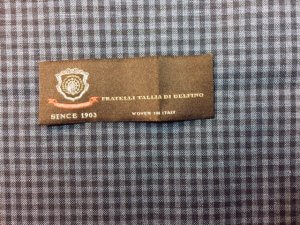 FRATELLI TALLIA DI DELFINO
SINCE 1903
WOVEN IN ITALY